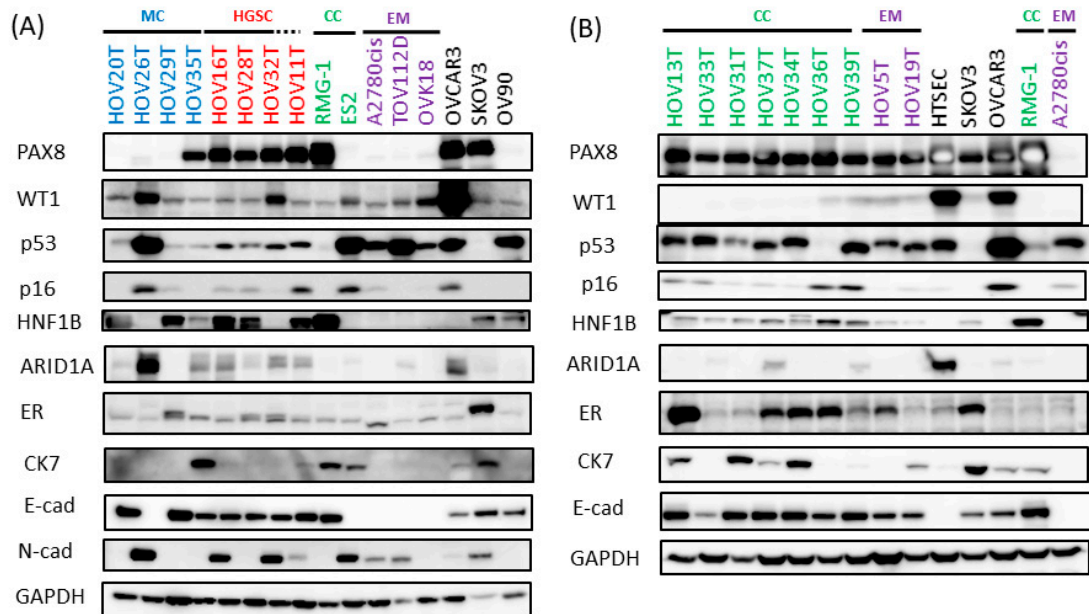 (A)
MC HGSC CC EM
HOV20T HOV26T HOV29T HOV35T HOV16T HOV28T HOV32T HOV11T RMG-1 ES2 A2780cis TOV112D OVK18 OVCAR3 SKOV3 OV90
PAX8
WT1
p53
p16
HNF1B
ARID1A
ER
CK7
E-cad
N-cad
GAPDH
(B)
CC EM CC EM
HOV13T HOV33T HOV31T HOV37T HOV34T HOV36T HOV39T HOV5T HOV19T HTSEC SKOV3 OVCAR3 RMG-1 A2780cis
PAX8
WT1
p53
p16
HNF1B
ARID1A
ER
CK7
E-cad
GAPDH